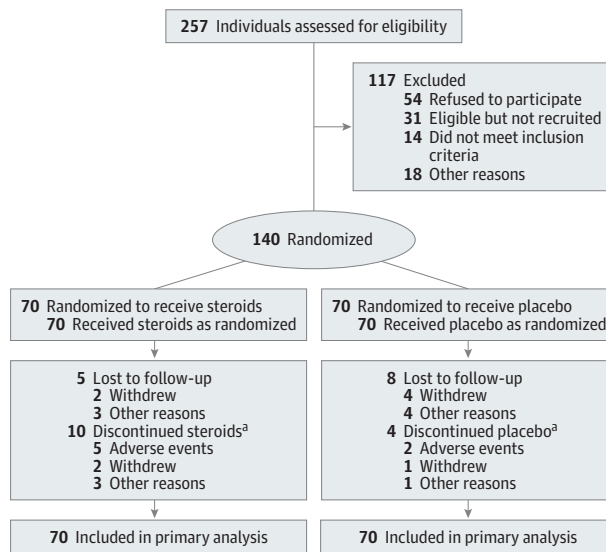 257 Individuals assessed for eligibility
117 Excluded
54 Refused to participate
31 Eligible but not recruited
14 Did not meet inclusion
criteria
18 Other reasons
140 Randomized
70 Randomized to receive steroids
70 Received steroids as randomized
70 Randomized to receive placebo
70 Received placebo as randomized
5 Lost to follow-up
2 Withdrew
3 Other reasons
10 Discontinued steroidsa
5 Adverse events
2 Withdrew
3 Other reasons
8 Lost to follow-up
4 Withdrew
4 Other reasons
4 Discontinued placeboa
2 Adverse events
1 Withdrew
1 Other reasons
70 Included in primary analysis
70 Included in primary analysis